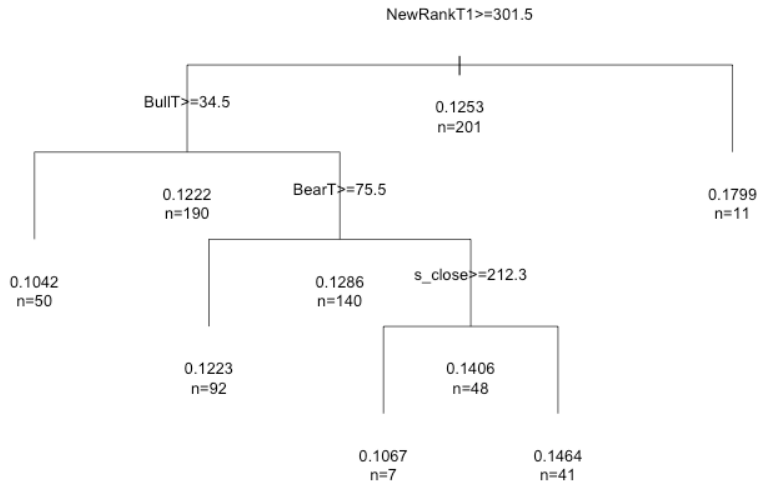 NewRankT1>=301.5
BullT>=34.5
0.1253
n=201
0.1222
n=190
BearT>=75.5
0.1799
n=11
0.1042
n=50
0.1286
n=140
s_close>=212.3
0.1223
n=92
0.1406
n=48
0.1067
n=7
0.1464
n=41